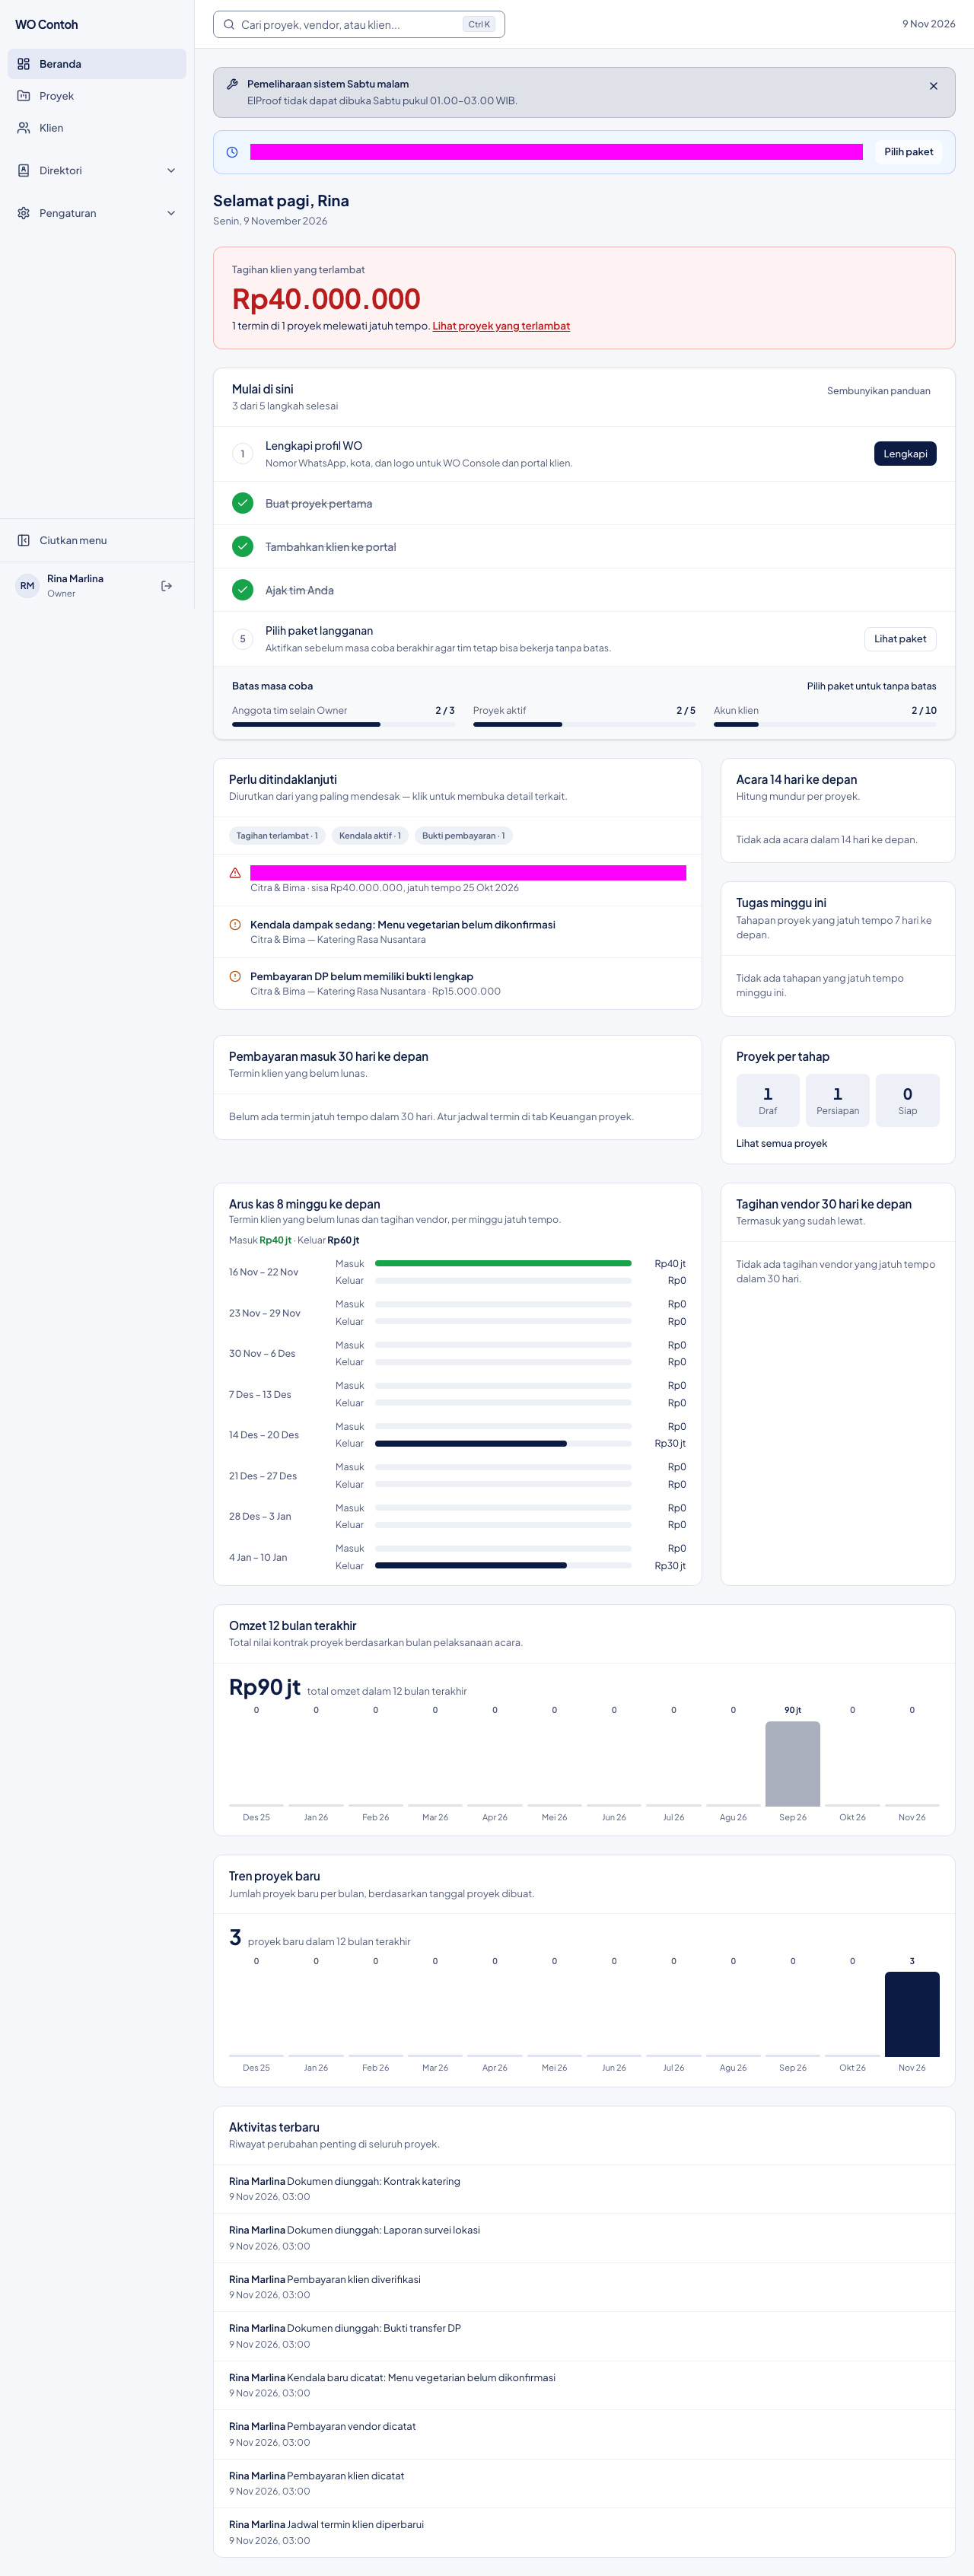 WO Contoh
Beranda
Proyek
Klien
Direktori
Pengaturan
Ciutkan menu
RM
Rina Marlina
Owner
Cari proyek, vendor, atau klien...
Ctrl K
9 Nov 2026
Pemeliharaan sistem Sabtu malam
EIProof tidak dapat dibuka Sabtu pukul 01.00–03.00 WIB.
Pilih paket
Selamat pagi, Rina
Senin, 9 November 2026
Tagihan klien yang terlambat
Rp40.000.000
1 termin di 1 proyek melewati jatuh tempo. Lihat proyek yang terlambat
Mulai di sini
3 dari 5 langkah selesai
Sembunyikan panduan
1
Lengkapi profil WO
Nomor WhatsApp, kota, dan logo untuk WO Console dan portal klien.
Lengkapi
Buat proyek pertama
Tambahkan klien ke portal
Ajak tim Anda
5
Pilih paket langganan
Aktifkan sebelum masa coba berakhir agar tim tetap bisa bekerja tanpa batas.
Lihat paket
Batas masa coba
Pilih paket untuk tanpa batas
Anggota tim selain Owner 2 / 3
Proyek aktif 2 / 5
Akun klien 2 / 10
Perlu ditindaklanjuti
Diurutkan dari yang paling mendesak — klik untuk membuka detail terkait.
Tagihan terlambat · 1
Kendala aktif · 1
Bukti pembayaran · 1
Citra & Bima · sisa Rp40.000.000, jatuh tempo 25 Okt 2026
Kendala dampak sedang: Menu vegetarian belum dikonfirmasi
Citra & Bima — Katering Rasa Nusantara
Pembayaran DP belum memiliki bukti lengkap
Citra & Bima — Katering Rasa Nusantara · Rp15.000.000
Acara 14 hari ke depan
Hitung mundur per proyek.
Tidak ada acara dalam 14 hari ke depan.
Tugas minggu ini
Tahapan proyek yang jatuh tempo 7 hari ke
depan.
Tidak ada tahapan yang jatuh tempo
minggu ini.
Pembayaran masuk 30 hari ke depan
Termin klien yang belum lunas.
Belum ada termin jatuh tempo dalam 30 hari. Atur jadwal termin di tab Keuangan proyek.
Proyek per tahap
1
Draf
1
Persiapan
0
Siap
Lihat semua proyek
Arus kas 8 minggu ke depan
Termin klien yang belum lunas dan tagihan vendor, per minggu jatuh tempo.
Masuk Rp40 jt · Keluar Rp60 jt
16 Nov – 22 Nov
Masuk Rp40 jt
Keluar Rp0
23 Nov – 29 Nov
Masuk Rp0
Keluar Rp0
30 Nov – 6 Des
Masuk Rp0
Keluar Rp0
7 Des – 13 Des
Masuk Rp0
Keluar Rp0
14 Des – 20 Des
Masuk Rp0
Keluar Rp30 jt
21 Des – 27 Des
Masuk Rp0
Keluar Rp0
28 Des – 3 Jan
Masuk Rp0
Keluar Rp0
4 Jan – 10 Jan
Masuk Rp0
Keluar Rp30 jt
Tagihan vendor 30 hari ke depan
Termasuk yang sudah lewat.
Tidak ada tagihan vendor yang jatuh tempo
dalam 30 hari.
Omzet 12 bulan terakhir
Total nilai kontrak proyek berdasarkan bulan pelaksanaan acara.
Rp90 jt total omzet dalam 12 bulan terakhir
0 0 0 0 0 0 0 0 0 90 jt 0 0
Des 25 Jan 26 Feb 26 Mar 26 Apr 26 Mei 26 Jun 26 Jul 26 Agu 26 Sep 26 Okt 26 Nov 26
Tren proyek baru
Jumlah proyek baru per bulan, berdasarkan tanggal proyek dibuat.
3 proyek baru dalam 12 bulan terakhir
0 0 0 0 0 0 0 0 0 0 0 3
Des 25 Jan 26 Feb 26 Mar 26 Apr 26 Mei 26 Jun 26 Jul 26 Agu 26 Sep 26 Okt 26 Nov 26
Aktivitas terbaru
Riwayat perubahan penting di seluruh proyek.
Rina Marlina Dokumen diunggah: Kontrak katering
9 Nov 2026, 03:00
Rina Marlina Dokumen diunggah: Laporan survei lokasi
9 Nov 2026, 03:00
Rina Marlina Pembayaran klien diverifikasi
9 Nov 2026, 03:00
Rina Marlina Dokumen diunggah: Bukti transfer DP
9 Nov 2026, 03:00
Rina Marlina Kendala baru dicatat: Menu vegetarian belum dikonfirmasi
9 Nov 2026, 03:00
Rina Marlina Pembayaran vendor dicatat
9 Nov 2026, 03:00
Rina Marlina Pembayaran klien dicatat
9 Nov 2026, 03:00
Rina Marlina Jadwal termin klien diperbarui
9 Nov 2026, 03:00